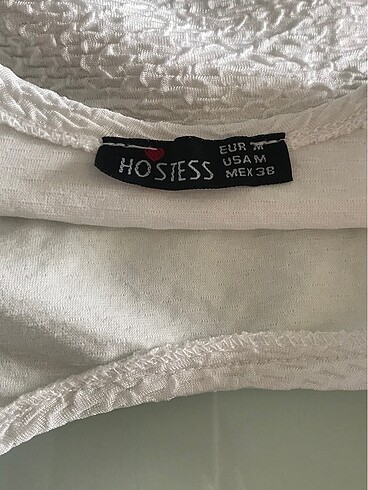 HOSTESS
EUR M
USA M
MEX 38